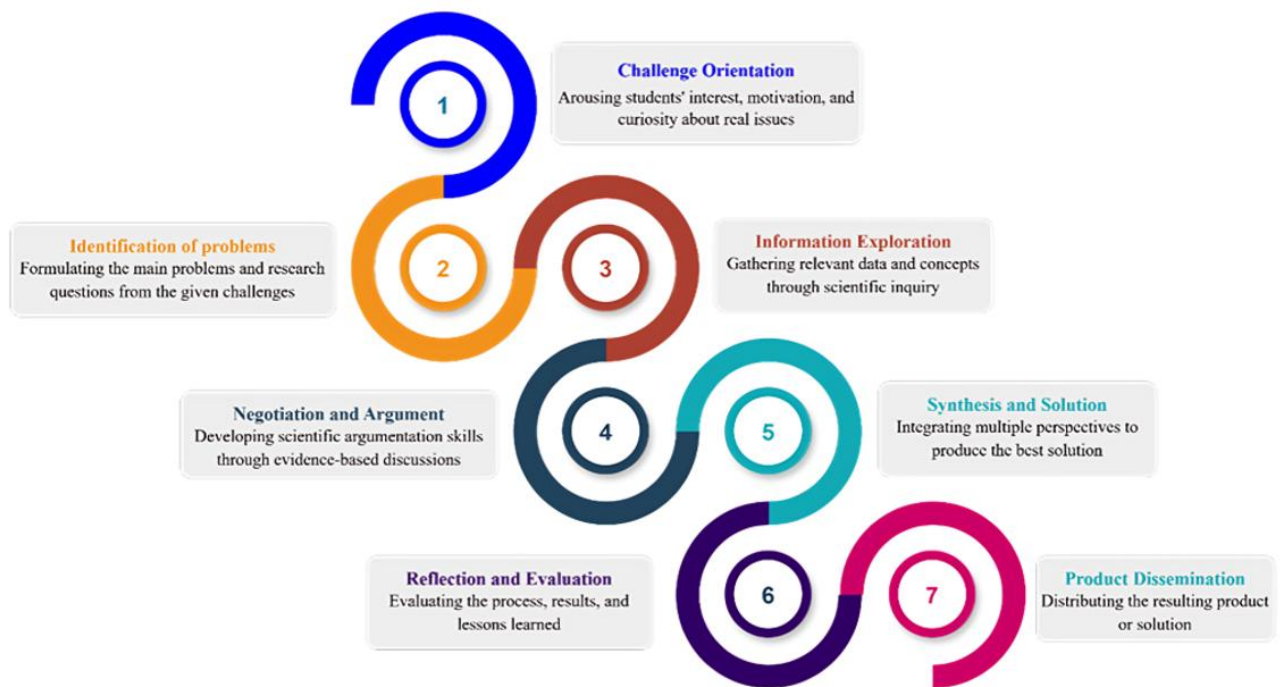 1
Challenge Orientation
Arousing students' interest, motivation, and
curiosity about real issues
2
Identification of problems
Formulating the main problems and research
questions from the given challenges
3
Information Exploration
Gathering relevant data and concepts
through scientific inquiry
4
Negotiation and Argument
Developing scientific argumentation skills
through evidence-based discussions
5
Synthesis and Solution
Integrating multiple perspectives to
produce the best solution
6
Reflection and Evaluation
Evaluating the process, results, and
lessons learned
7
Product Dissemination
Distributing the resulting product
or solution